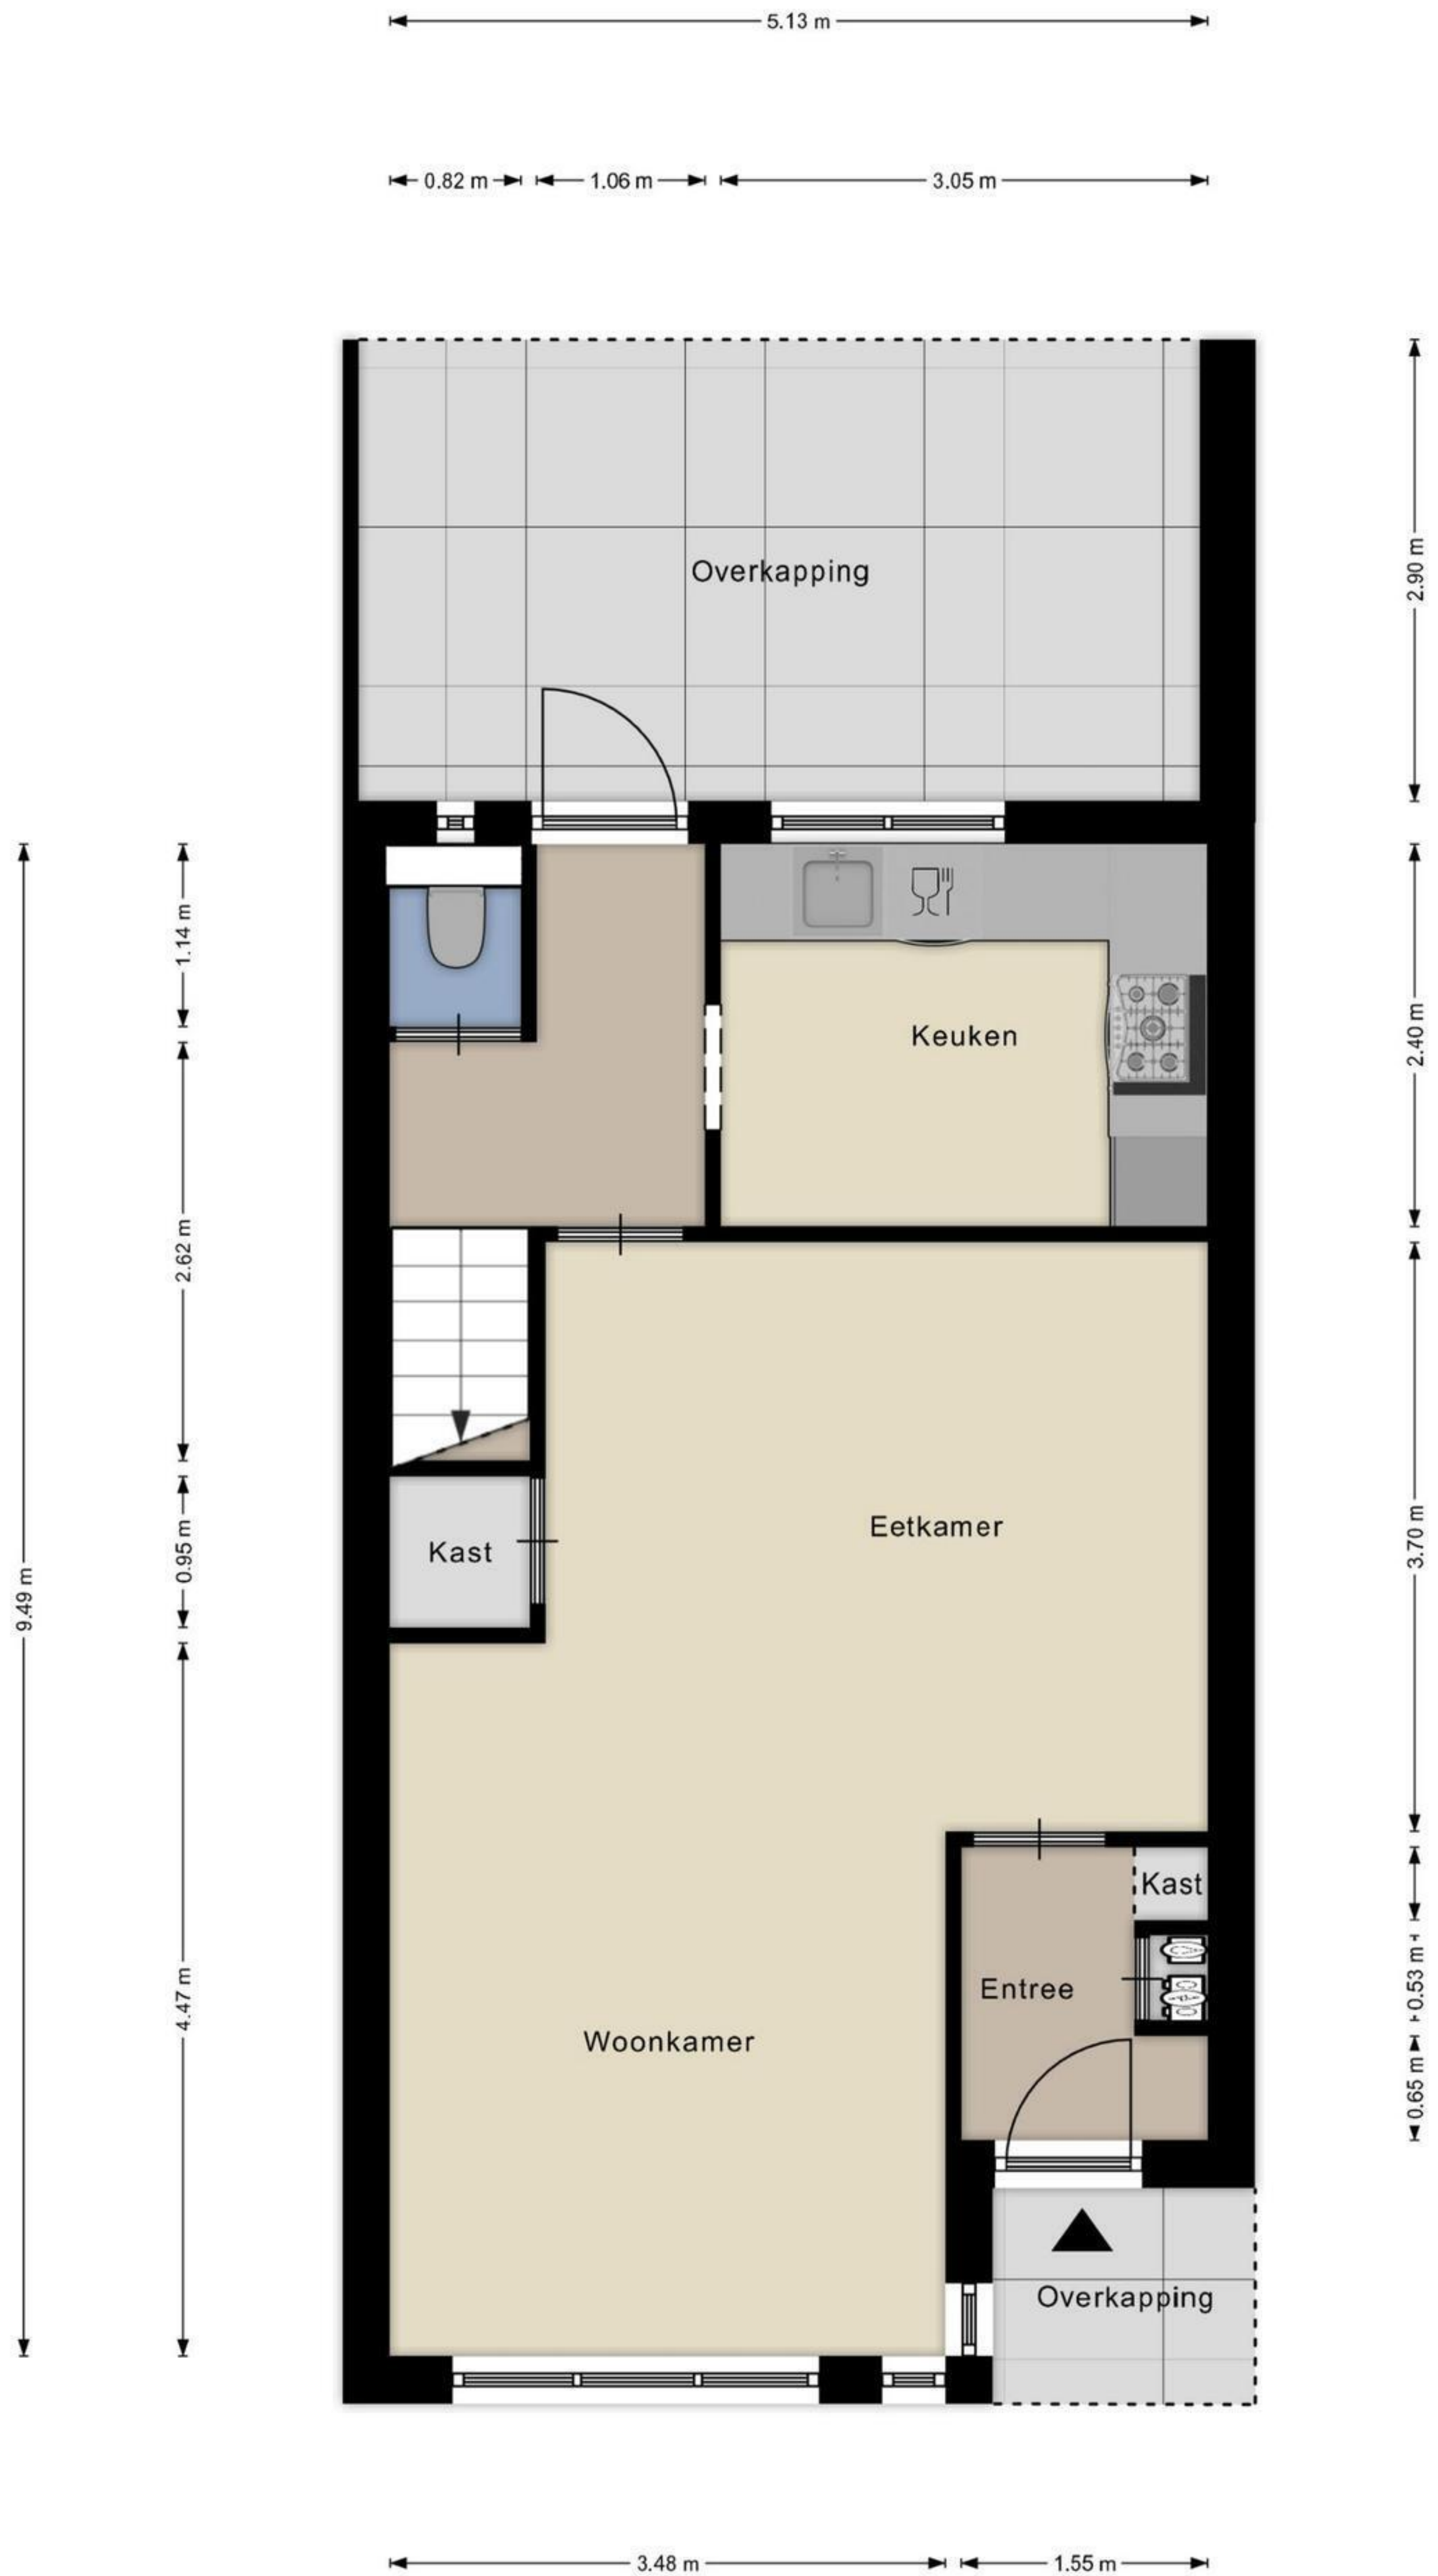 5.13 m
0.82 m
1.06 m
3.05 m
Overkapping
2.90 m
1.14 m
Keuken
2.40 m
2.62 m
Eetkamer
3.70 m
Kast
0.95 m
9.49 m
Kast
Entree
0.53 m
Woonkamer
4.47 m
0.65 m
Overkapping
3.48 m
1.55 m